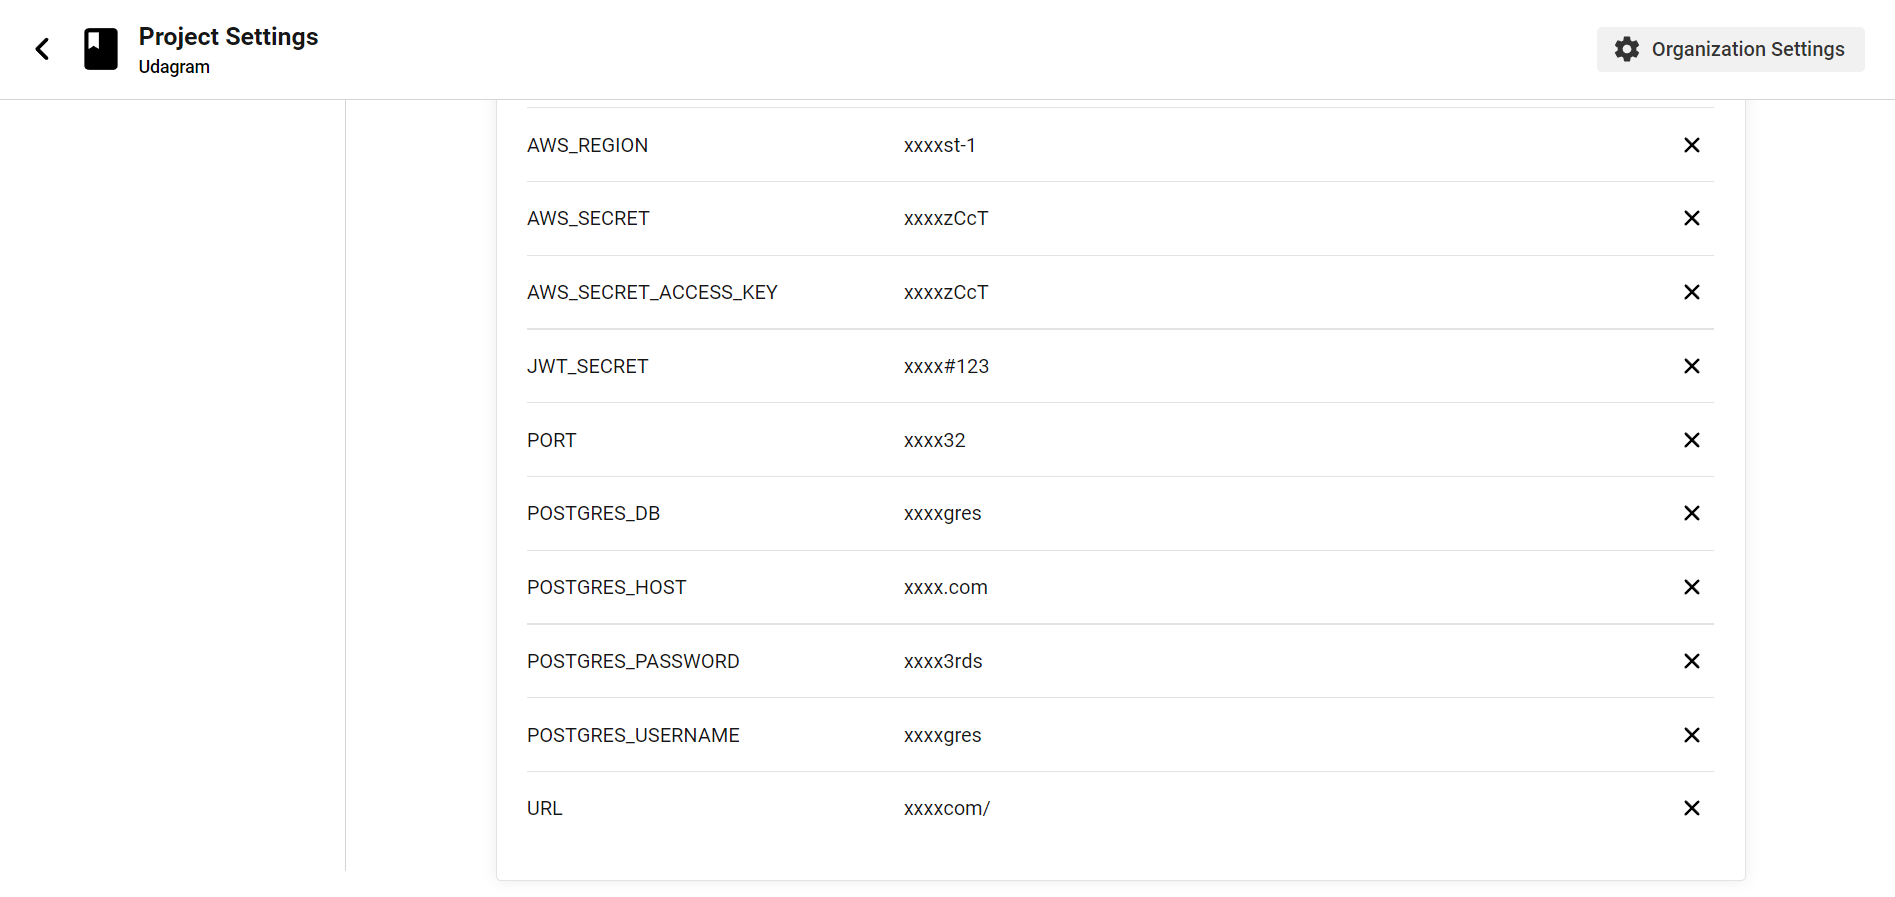 Project Settings
Udagram
Organization Settings
AWS_REGION xxxxst-1
AWS_SECRET xxxxzCcT
AWS_SECRET_ACCESS_KEY xxxxzCcT
JWT_SECRET xxxx#123
PORT xxxx32
POSTGRES_DB xxxxgres
POSTGRES_HOST xxxx.com
POSTGRES_PASSWORD xxxx3rds
POSTGRES_USERNAME xxxxgres
URL xxxxcom/